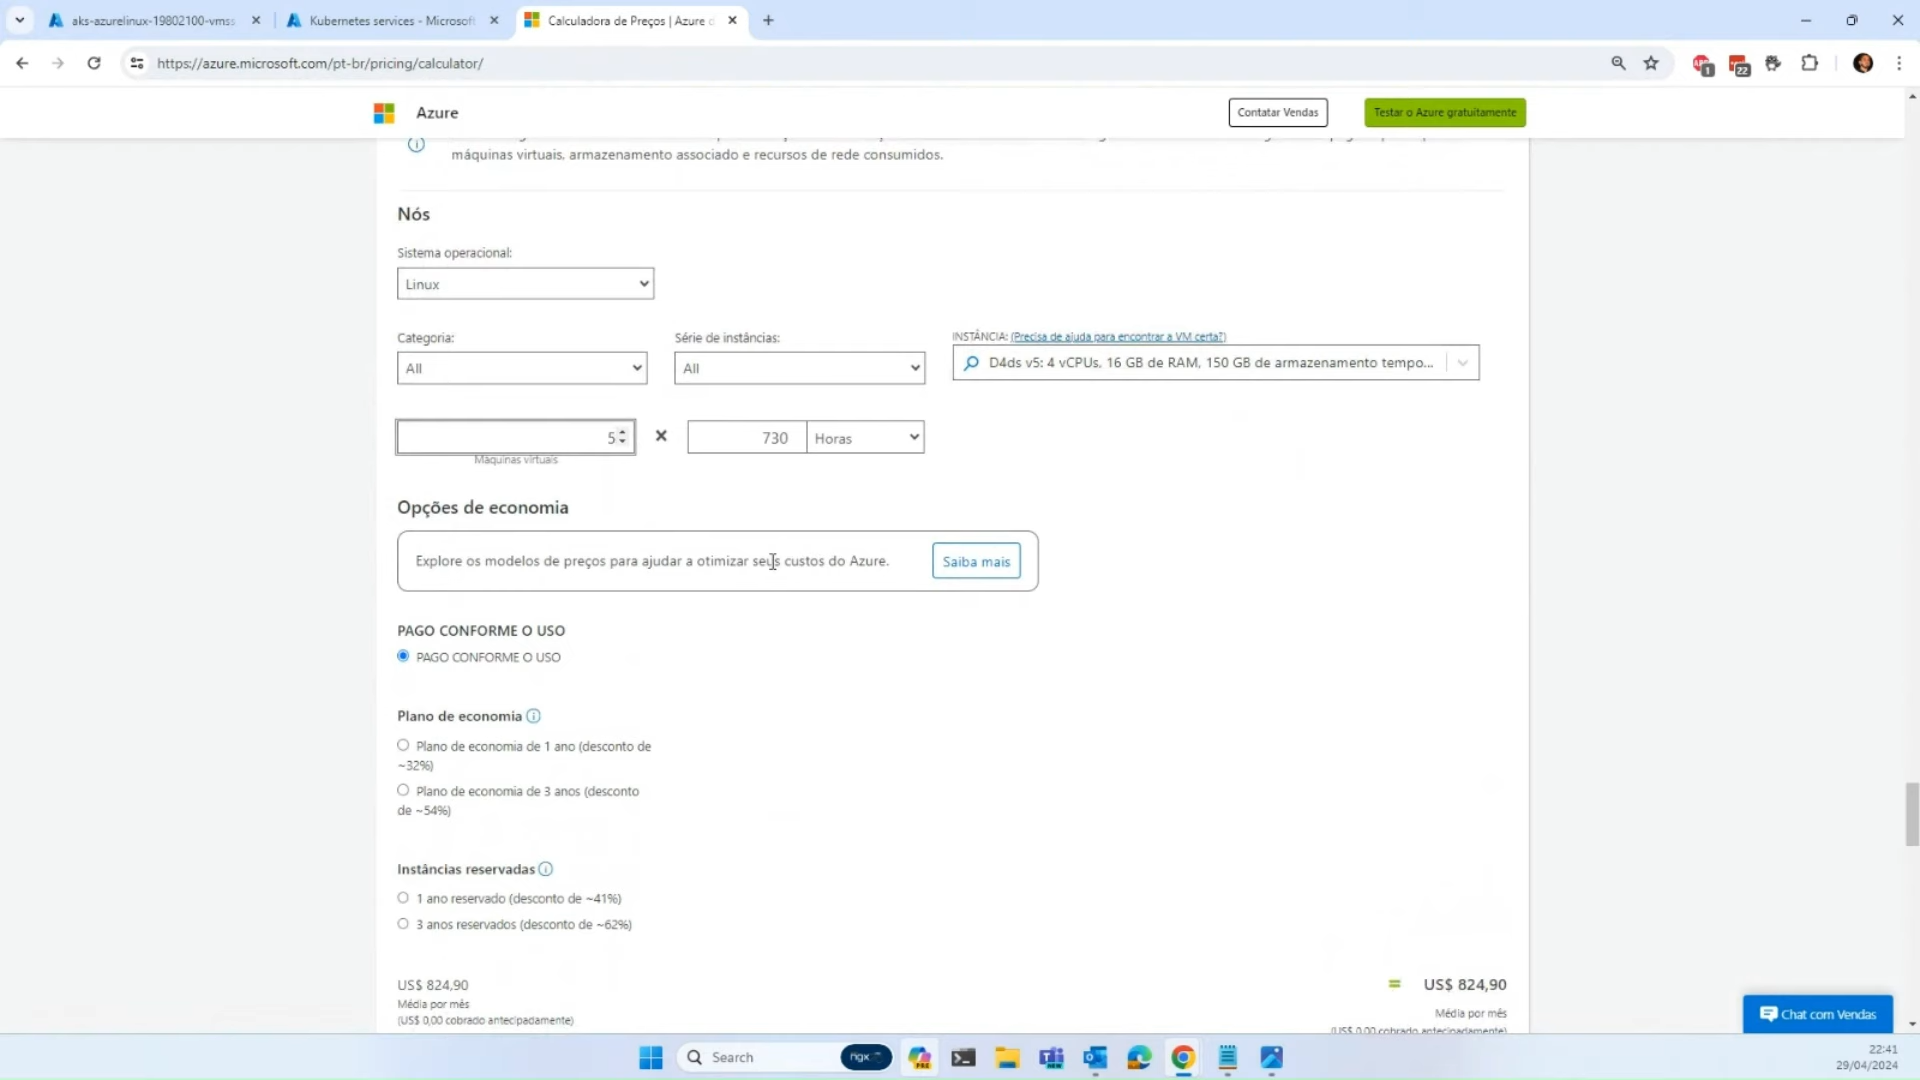 aks-azurelinux-19802100-vmss
Kubernetes services - Microsoft
Calculadora de Preços | Azure d
https://azure.microsoft.com/pt-br/pricing/calculator/
1
22
Azure
Contatar Vendas
Testar o Azure gratuitamente
máquinas virtuais, armazenamento associado e recursos de rede consumidos.
Nós
Sistema operacional:
Linux
Categoria:
Série de instâncias:
INSTÂNCIA: (Precisa de ajuda para encontrar a VM certa?)
All
All
D4ds v5: 4 vCPUs, 16 GB de RAM, 150 GB de armazenamento tempo...
5
×
730
Horas
Máquinas virtuais
Opções de economia
Explore os modelos de preços para ajudar a otimizar seus custos do Azure.
Saiba mais
PAGO CONFORME O USO
PAGO CONFORME O USO
Plano de economia
Plano de economia de 1 ano (desconto de
~32%)
Plano de economia de 3 anos (desconto
de ~54%)
Instâncias reservadas
1 ano reservado (desconto de ~41%)
3 anos reservados (desconto de ~62%)
US$ 824,90
= US$ 824,90
Média por mês
Média por mês
(US$ 0,00 cobrado antecipadamente)
(US$ 0,00 cobrado antecipadamente)
Chat com Vendas
Search
22:41
29/04/2024